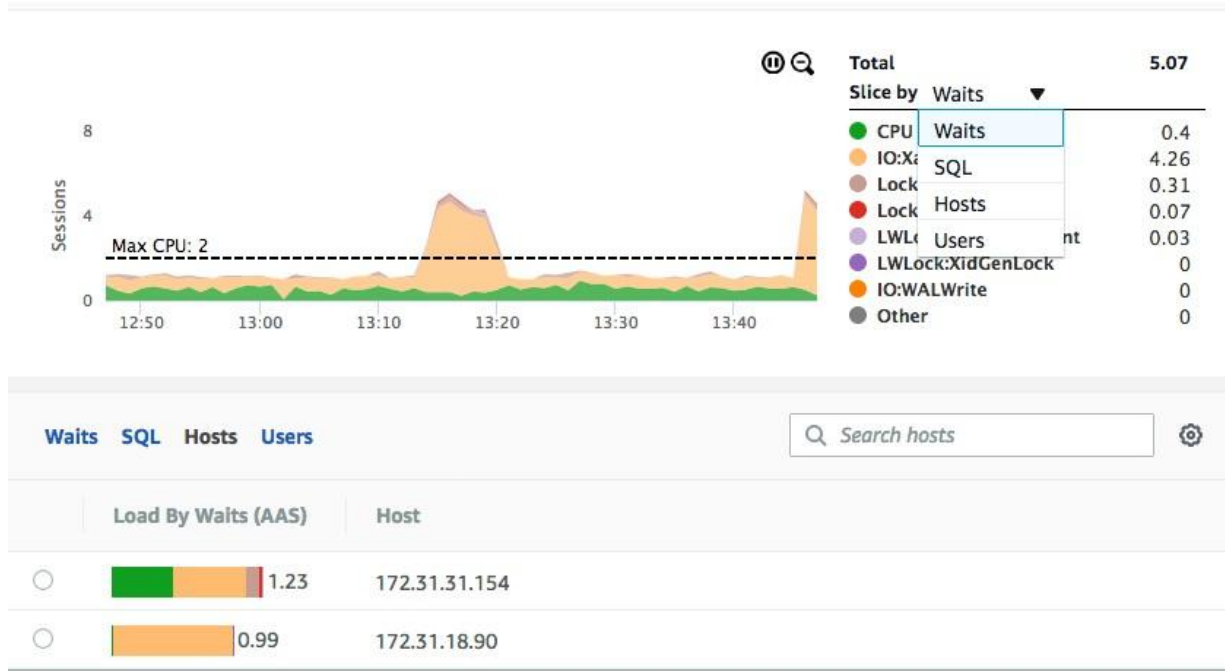 Total 5.07
Slice by Waits
8
4
0
Sessions
Max CPU: 2
12:50 13:00 13:10 13:20 13:30 13:40
CPU 0.4
IO:Xa 4.26
Lock 0.31
Lock 0.07
LWL nt 0.03
LWLock:XidGenLock 0
IO:WALWrite 0
Other 0
Waits
SQL
Hosts
Users
Waits SQL Hosts Users
Search hosts
Load By Waits (AAS) Host
1.23 172.31.31.154
0.99 172.31.18.90